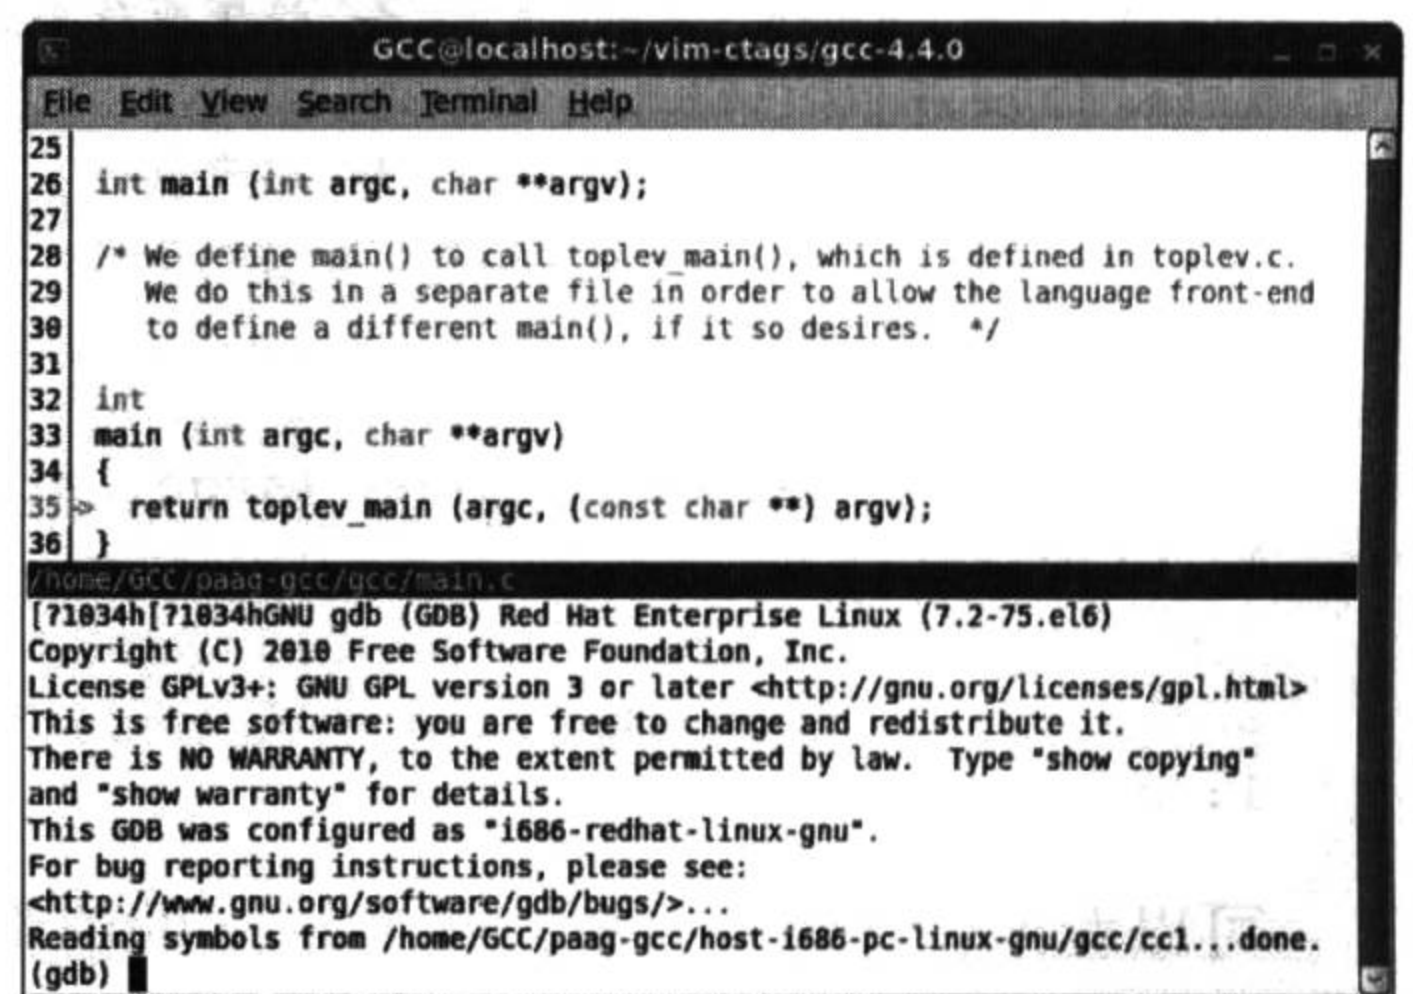 GCC@localhost:~/vim-ctags/gcc-4.4.0
File Edit View Search Terminal Help
25
26 int main (int argc, char **argv);
27
28 /* We define main() to call toplev_main(), which is defined in toplev.c.
29 We do this in a separate file in order to allow the language front-end
30 to define a different main(), if it so desires. */
31
32 int
33 main (int argc, char **argv)
34 {
35 > return toplev_main (argc, (const char **) argv);
36 }
/home/GCC/paag-gcc/gcc/main.c
[?1034h[?1034hGNU gdb (GDB) Red Hat Enterprise Linux (7.2-75.el6)
Copyright (C) 2010 Free Software Foundation, Inc.
License GPLv3+: GNU GPL version 3 or later <http://gnu.org/licenses/gpl.html>
This is free software: you are free to change and redistribute it.
There is NO WARRANTY, to the extent permitted by law. Type "show copying"
and "show warranty" for details.
This GDB was configured as "i686-redhat-linux-gnu".
For bug reporting instructions, please see:
<http://www.gnu.org/software/gdb/bugs/>...
Reading symbols from /home/GCC/paag-gcc/host-i686-pc-linux-gnu/gcc/cc1...done.
(gdb)